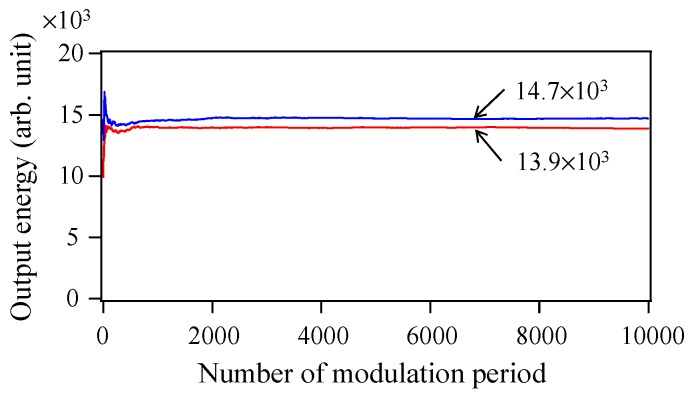 ×10³
20
15
10
5
0
Output energy (arb. unit)
14.7×10³
13.9×10³
0 2000 4000 6000 8000 10000
Number of modulation period